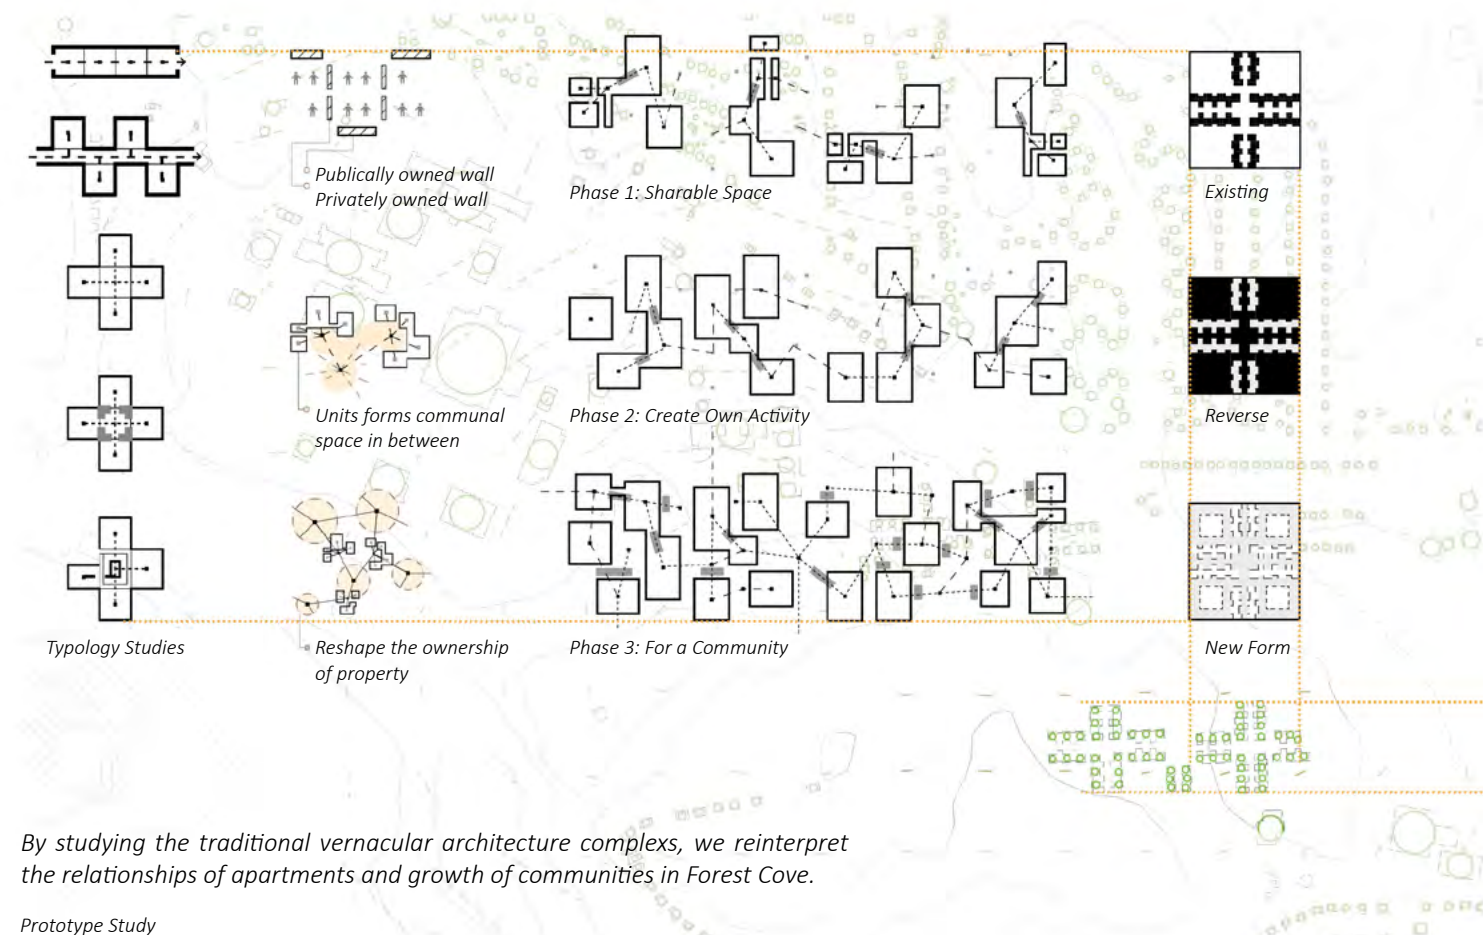 Publically owned wall
Privately owned wall
Phase 1: Sharable Space
Existing
Units forms communal
space in between
Phase 2: Create Own Activity
Reverse
Typology Studies
Reshape the ownership
of property
Phase 3: For a Community
New Form
By studying the traditional vernacular architecture complexs, we reinterpret
the relationships of apartments and growth of communities in Forest Cove.
Prototype Study